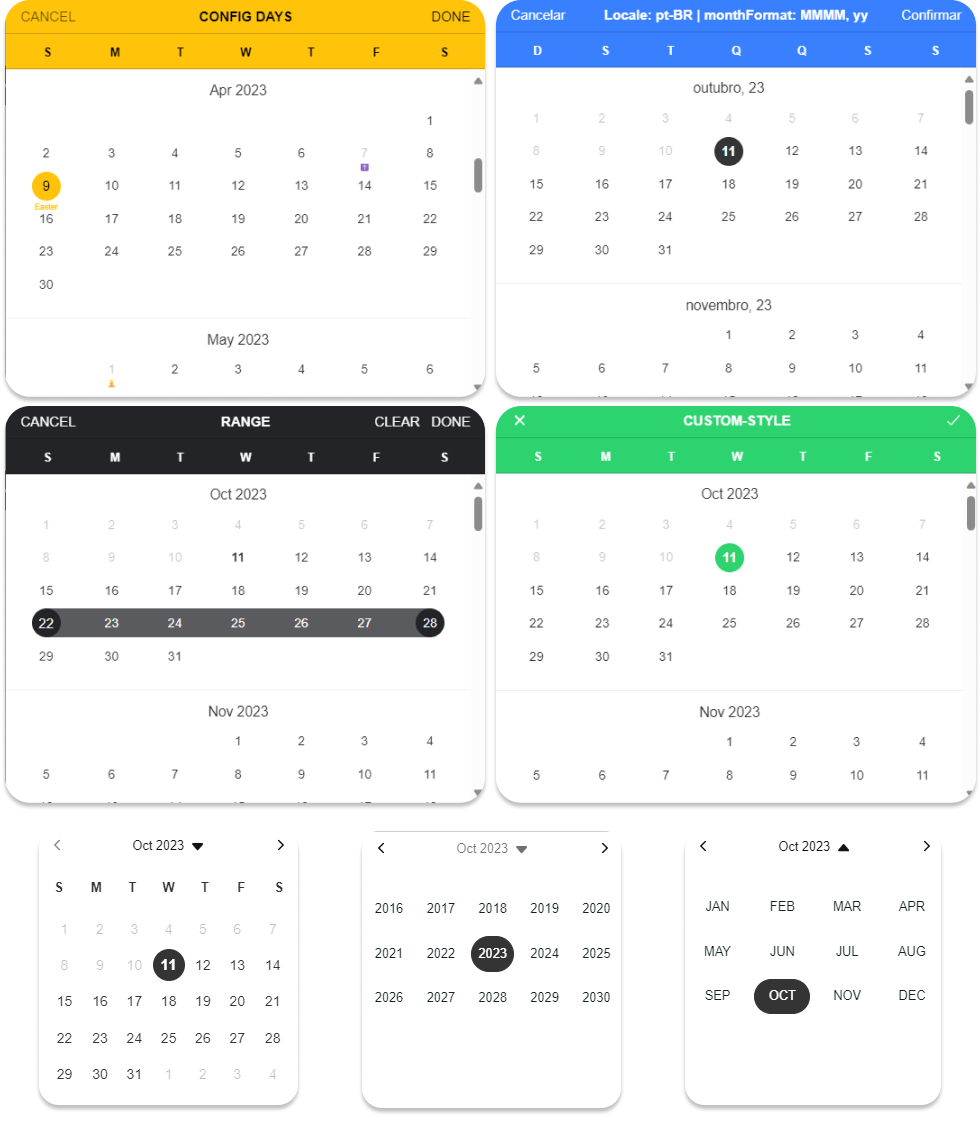 CANCEL CONFIG DAYS DONE
S M T W T F S
Apr 2023
1
2 3 4 5 6 7 8
9 10 11 12 13 14 15
Easter
16 17 18 19 20 21 22
23 24 25 26 27 28 29
30
May 2023
1 2 3 4 5 6
Cancelar Locale: pt-BR | monthFormat: MMMM, yy Confirmar
D S T Q Q S S
outubro, 23
1 2 3 4 5 6 7
8 9 10 11 12 13 14
15 16 17 18 19 20 21
22 23 24 25 26 27 28
29 30 31
novembro, 23
1 2 3 4
5 6 7 8 9 10 11
CANCEL RANGE CLEAR DONE
S M T W T F S
Oct 2023
1 2 3 4 5 6 7
8 9 10 11 12 13 14
15 16 17 18 19 20 21
22 23 24 25 26 27 28
29 30 31
Nov 2023
1 2 3 4
5 6 7 8 9 10 11
CUSTOM-STYLE
S M T W T F S
Oct 2023
1 2 3 4 5 6 7
8 9 10 11 12 13 14
15 16 17 18 19 20 21
22 23 24 25 26 27 28
29 30 31
Nov 2023
1 2 3 4
5 6 7 8 9 10 11
Oct 2023
S M T W T F S
1 2 3 4 5 6 7
8 9 10 11 12 13 14
15 16 17 18 19 20 21
22 23 24 25 26 27 28
29 30 31 1 2 3 4
Oct 2023
2016 2017 2018 2019 2020
2021 2022 2023 2024 2025
2026 2027 2028 2029 2030
Oct 2023
JAN FEB MAR APR
MAY JUN JUL AUG
SEP OCT NOV DEC